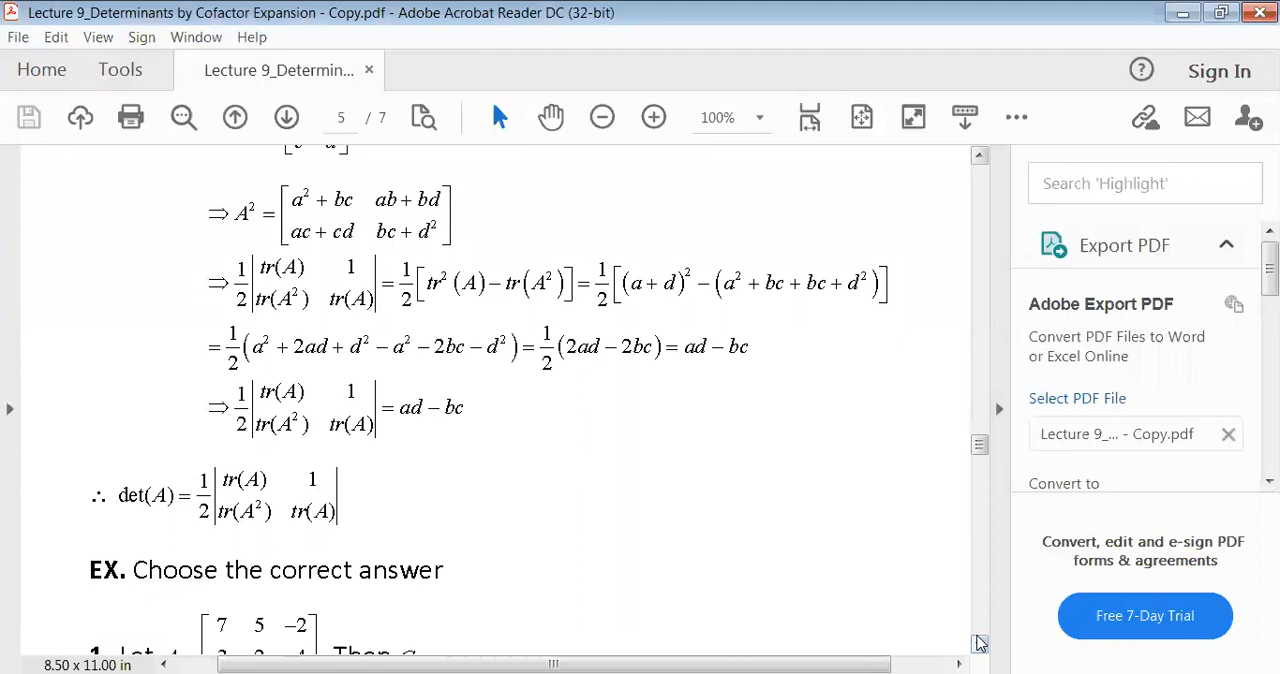 Lecture 9_Determinants by Cofactor Expansion - Copy.pdf - Adobe Acrobat Reader DC (32-bit)
File Edit View Sign Window Help
Home Tools Lecture 9_Determin... × Sign In
5 / 7 100%
⇒ A² = [a² + bc ab + bd
ac + cd bc + d²]
⇒ 1/2 |tr(A) 1
tr(A²) tr(A)| = 1/2 [tr²(A) − tr(A²)] = 1/2 [(a + d)² − (a² + bc + bc + d²)]
= 1/2 (a² + 2ad + d² − a² − 2bc − d²) = 1/2 (2ad − 2bc) = ad − bc
⇒ 1/2 |tr(A) 1
tr(A²) tr(A)| = ad − bc
∴ det(A) = 1/2 |tr(A) 1
tr(A²) tr(A)|
EX. Choose the correct answer
7 5 −2
8.50 x 11.00 in
Search 'Highlight'
Export PDF
Adobe Export PDF
Convert PDF Files to Word
or Excel Online
Select PDF File
Lecture 9_... - Copy.pdf
Convert to
Convert, edit and e-sign PDF
forms & agreements
Free 7-Day Trial